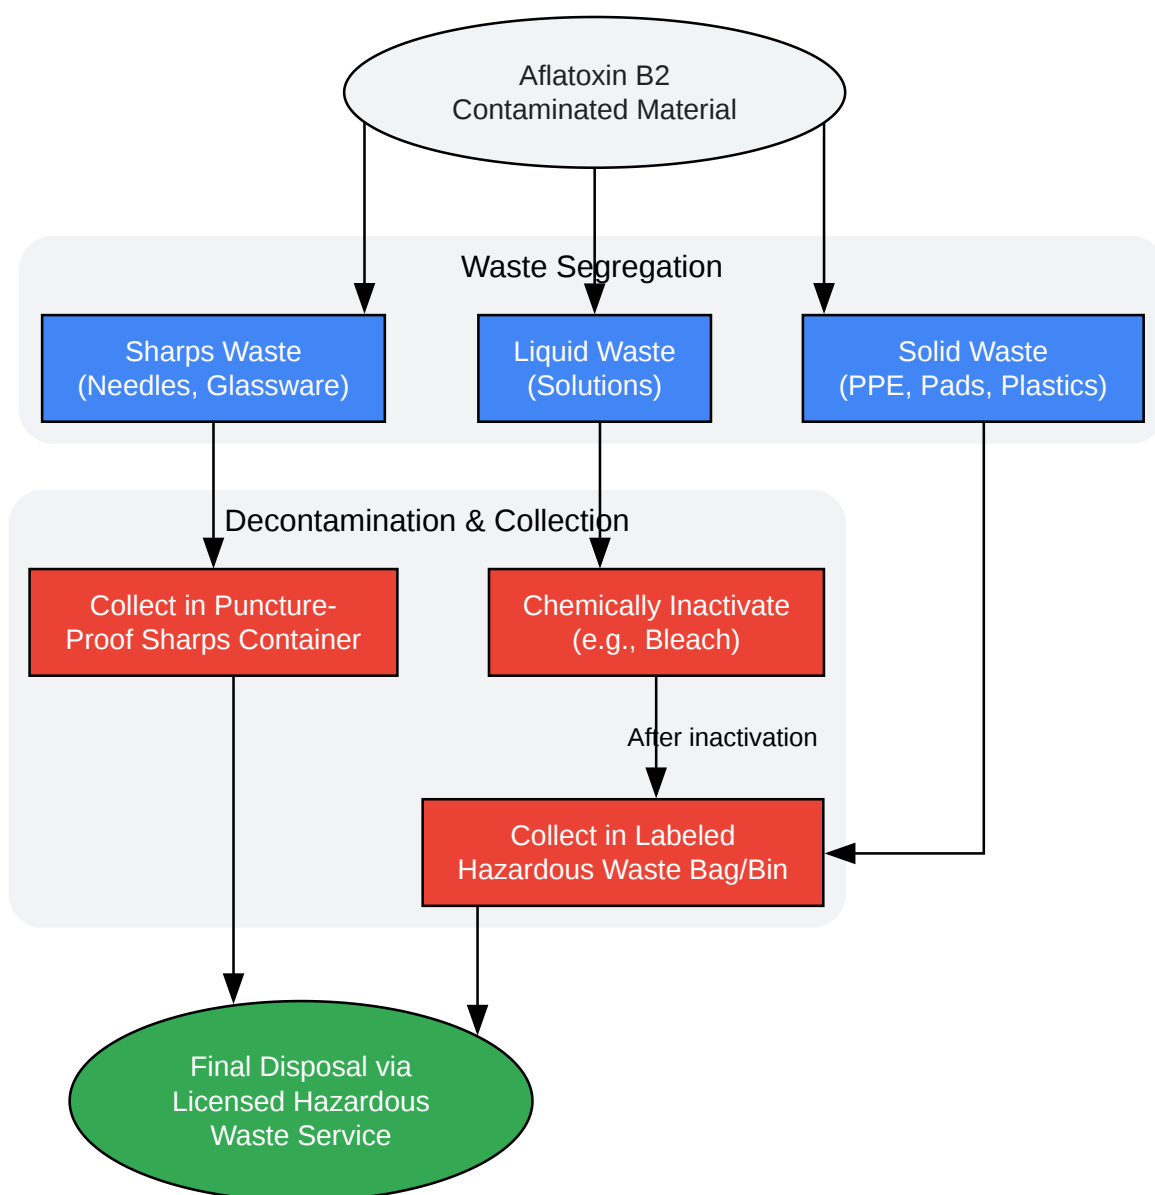 Aflatoxin B2
Contaminated Material
Waste Segregation
Sharps Waste
(Needles, Glassware)
Liquid Waste
(Solutions)
Solid Waste
(PPE, Pads, Plastics)
Decontamination & Collection
Collect in Puncture-
Proof Sharps Container
Chemically Inactivate
(e.g., Bleach)
After inactivation
Collect in Labeled
Hazardous Waste Bag/Bin
Final Disposal via
Licensed Hazardous
Waste Service